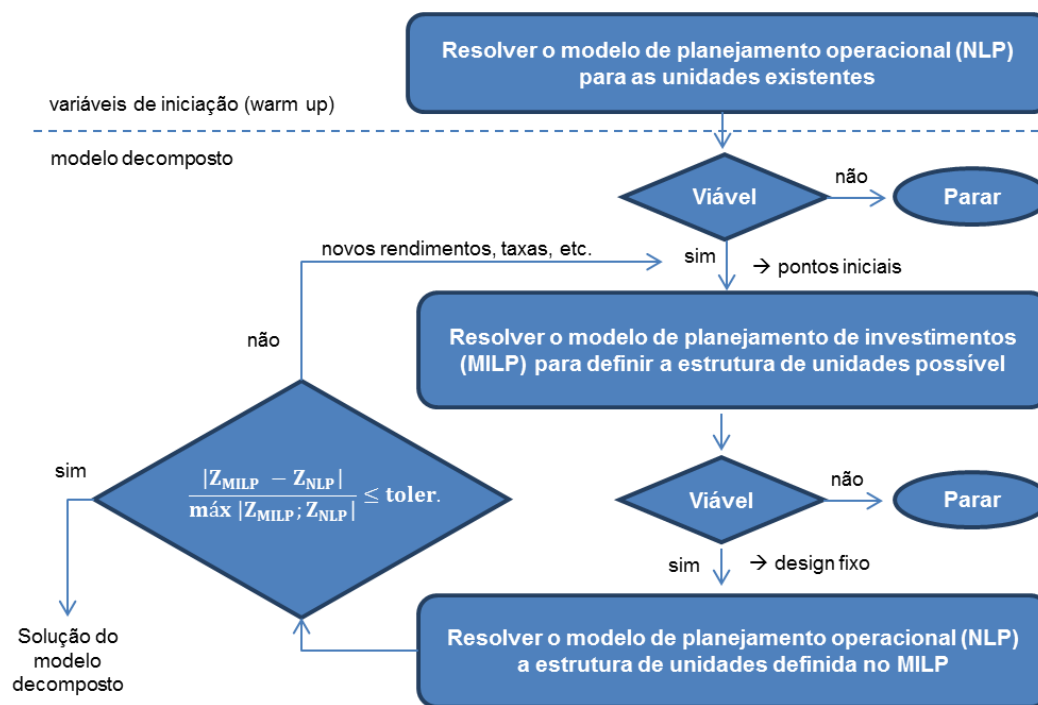 Resolver o modelo de planejamento operacional (NLP)
para as unidades existentes
variáveis de iniciação (warm up)
modelo decomposto
Viável
não
Parar
novos rendimentos, taxas, etc.
sim
→ pontos iniciais
não
Resolver o modelo de planejamento de investimentos
(MILP) para definir a estrutura de unidades possível
sim
|Z_MILP − Z_NLP|
máx |Z_MILP; Z_NLP| ≤ toler.
Viável
não
Parar
sim
→ design fixo
Solução do
modelo
decomposto
Resolver o modelo de planejamento operacional (NLP)
a estrutura de unidades definida no MILP